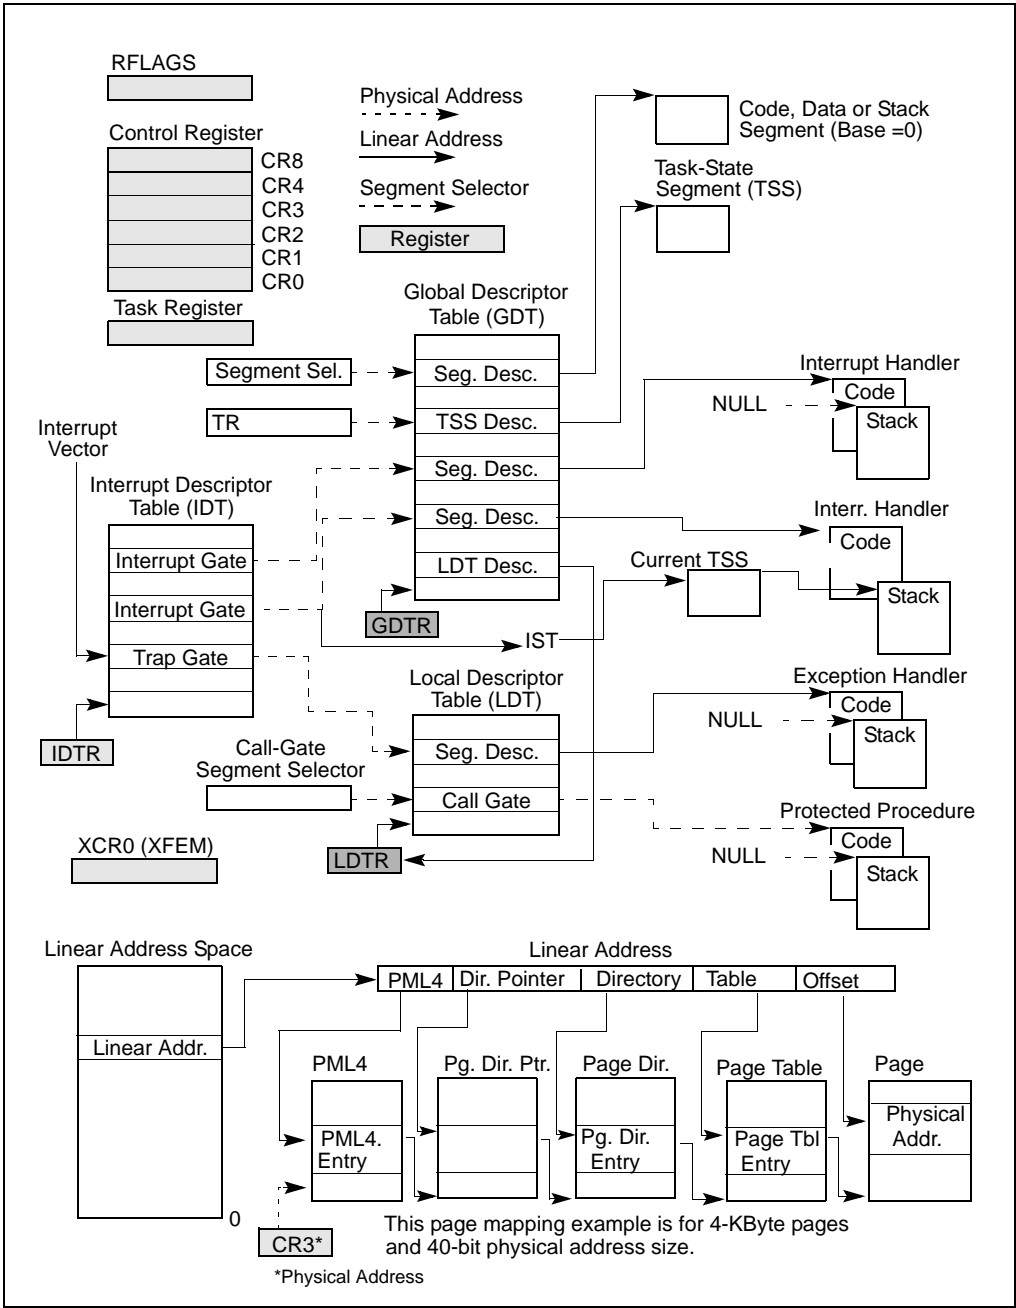 RFLAGS
Control Register
CR8
CR4
CR3
CR2
CR1
CR0
Task Register
Physical Address
Linear Address
Segment Selector
Register
Code, Data or Stack
Segment (Base =0)
Task-State
Segment (TSS)
Global Descriptor
Table (GDT)
Segment Sel.
Seg. Desc.
TR
TSS Desc.
Seg. Desc.
Seg. Desc.
LDT Desc.
GDTR
Interrupt Handler
Code
NULL
Stack
Interrupt
Vector
Interrupt Descriptor
Table (IDT)
Interrupt Gate
Interrupt Gate
Trap Gate
IDTR
Interr. Handler
Code
Current TSS
Stack
IST
Local Descriptor
Table (LDT)
Seg. Desc.
Call Gate
Call-Gate
Segment Selector
LDTR
Exception Handler
Code
NULL
Stack
Protected Procedure
Code
NULL
Stack
XCR0 (XFEM)
Linear Address Space
Linear Addr.
0
Linear Address
PML4 Dir. Pointer Directory Table Offset
PML4
Pg. Dir. Ptr.
Page Dir.
Page Table
Page
PML4.
Entry
Pg. Dir.
Entry
Page Tbl
Entry
Physical
Addr.
CR3*
This page mapping example is for 4-KByte pages
and 40-bit physical address size.
*Physical Address